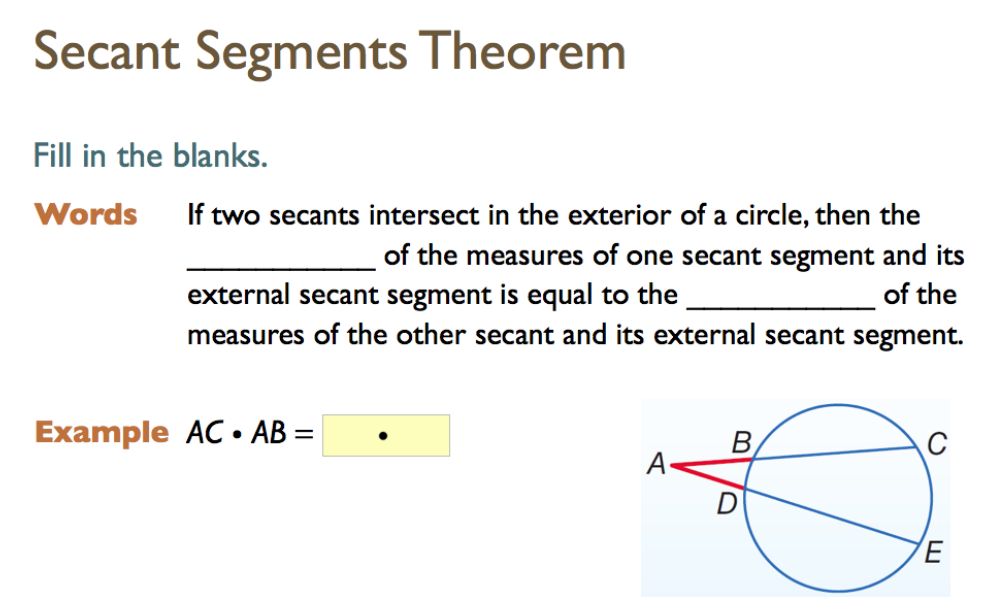 Secant Segments Theorem
Fill in the blanks.
Words If two secants intersect in the exterior of a circle, then the
____________ of the measures of one secant segment and its
external secant segment is equal to the ____________ of the
measures of the other secant and its external secant segment.
Example AC • AB = •
B
C
A
D
E